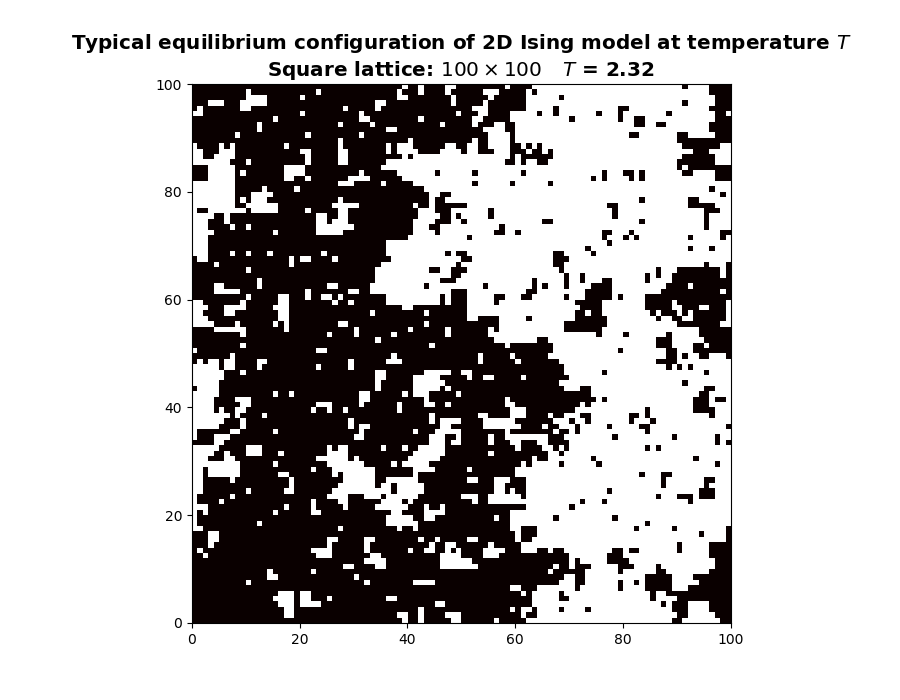 Typical equilibrium configuration of 2D Ising model at temperature T
Square lattice: 100 × 100 T = 2.32
100
80
60
40
20
0
0 20 40 60 80 100